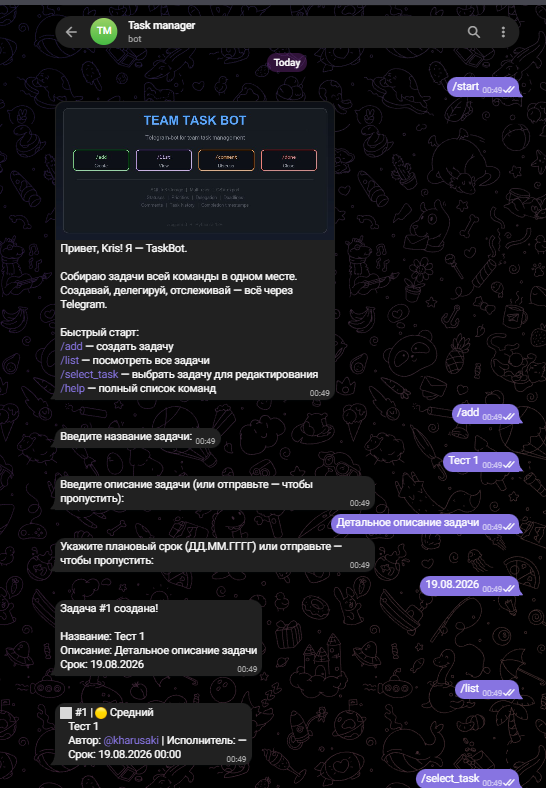 TM
Task manager
bot
Today
/start 00:49
TEAM TASK BOT
Telegram-bot for team task management
/add /list /comment /done
Create View Discuss Close
Привет, Kris! Я — TaskBot.
Собираю задачи всей команды в одном месте.
Создавай, делегируй, отслеживай — всё через
Telegram.
Быстрый старт:
/add — создать задачу
/list — посмотреть все задачи
/select_task — выбрать задачу для редактирования
/help — полный список команд
00:49
/add 00:49
Введите название задачи: 00:49
Тест 1 00:49
Введите описание задачи (или отправьте — чтобы
пропустить):
00:49
Детальное описание задачи 00:49
Укажите плановый срок (ДД.ММ.ГГГГ) или отправьте —
чтобы пропустить:
00:49
19.08.2026 00:49
Задача #1 создана!
Название: Тест 1
Описание: Детальное описание задачи
Срок: 19.08.2026
00:49
/list 00:49
#1 | Средний
Тест 1
Автор: @kharusaki | Исполнитель: —
Срок: 19.08.2026 00:00
00:49
/select_task 00:49